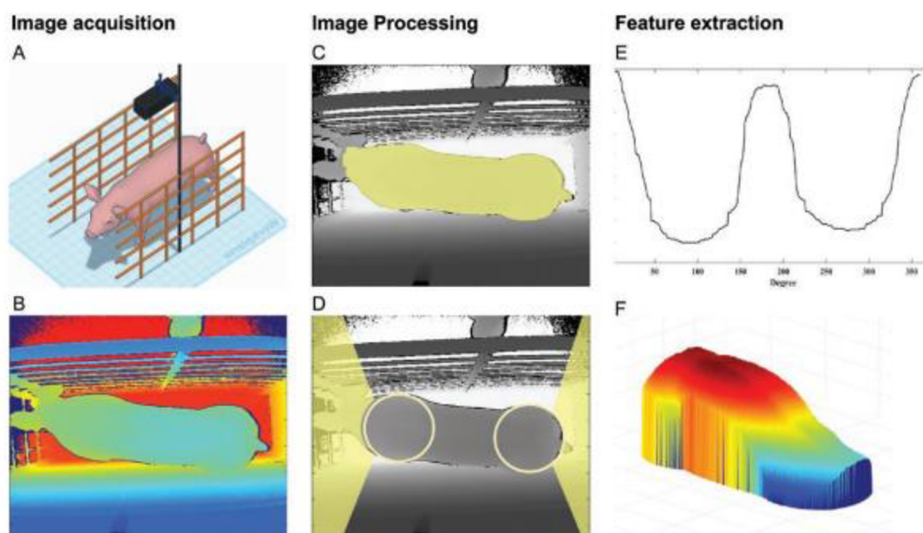 Image acquisition
Image Processing
Feature extraction
A
C
E
50
100
150
200
250
300
Degree
B
D
F